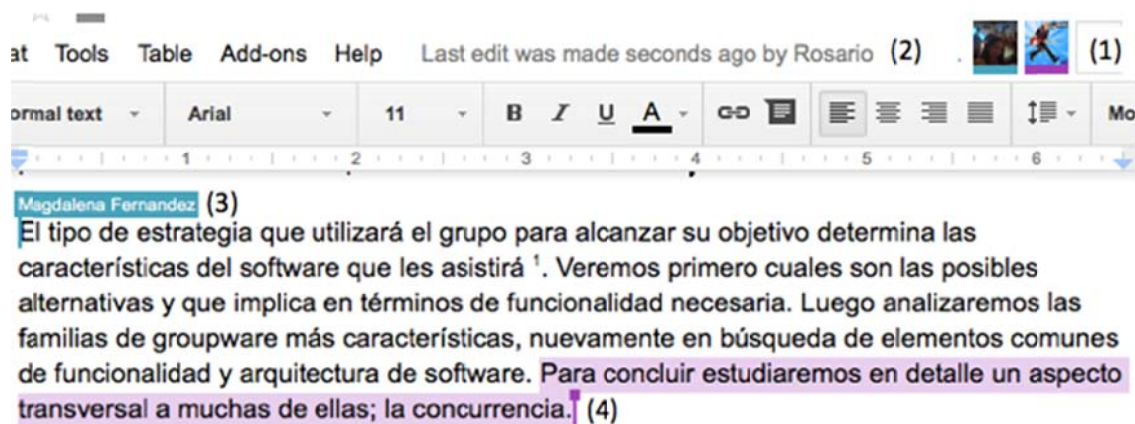 at Tools Table Add-ons Help Last edit was made seconds ago by Rosario (2) (1)
ormal text Arial 11 B I U A Mo
1 2 3 4 5 6
Magdalena Fernandez (3)
El tipo de estrategia que utilizará el grupo para alcanzar su objetivo determina las
características del software que les asistirá ¹. Veremos primero cuales son las posibles
alternativas y que implica en términos de funcionalidad necesaria. Luego analizaremos las
familias de groupware más características, nuevamente en búsqueda de elementos comunes
de funcionalidad y arquitectura de software. Para concluir estudiaremos en detalle un aspecto
transversal a muchas de ellas; la concurrencia. (4)